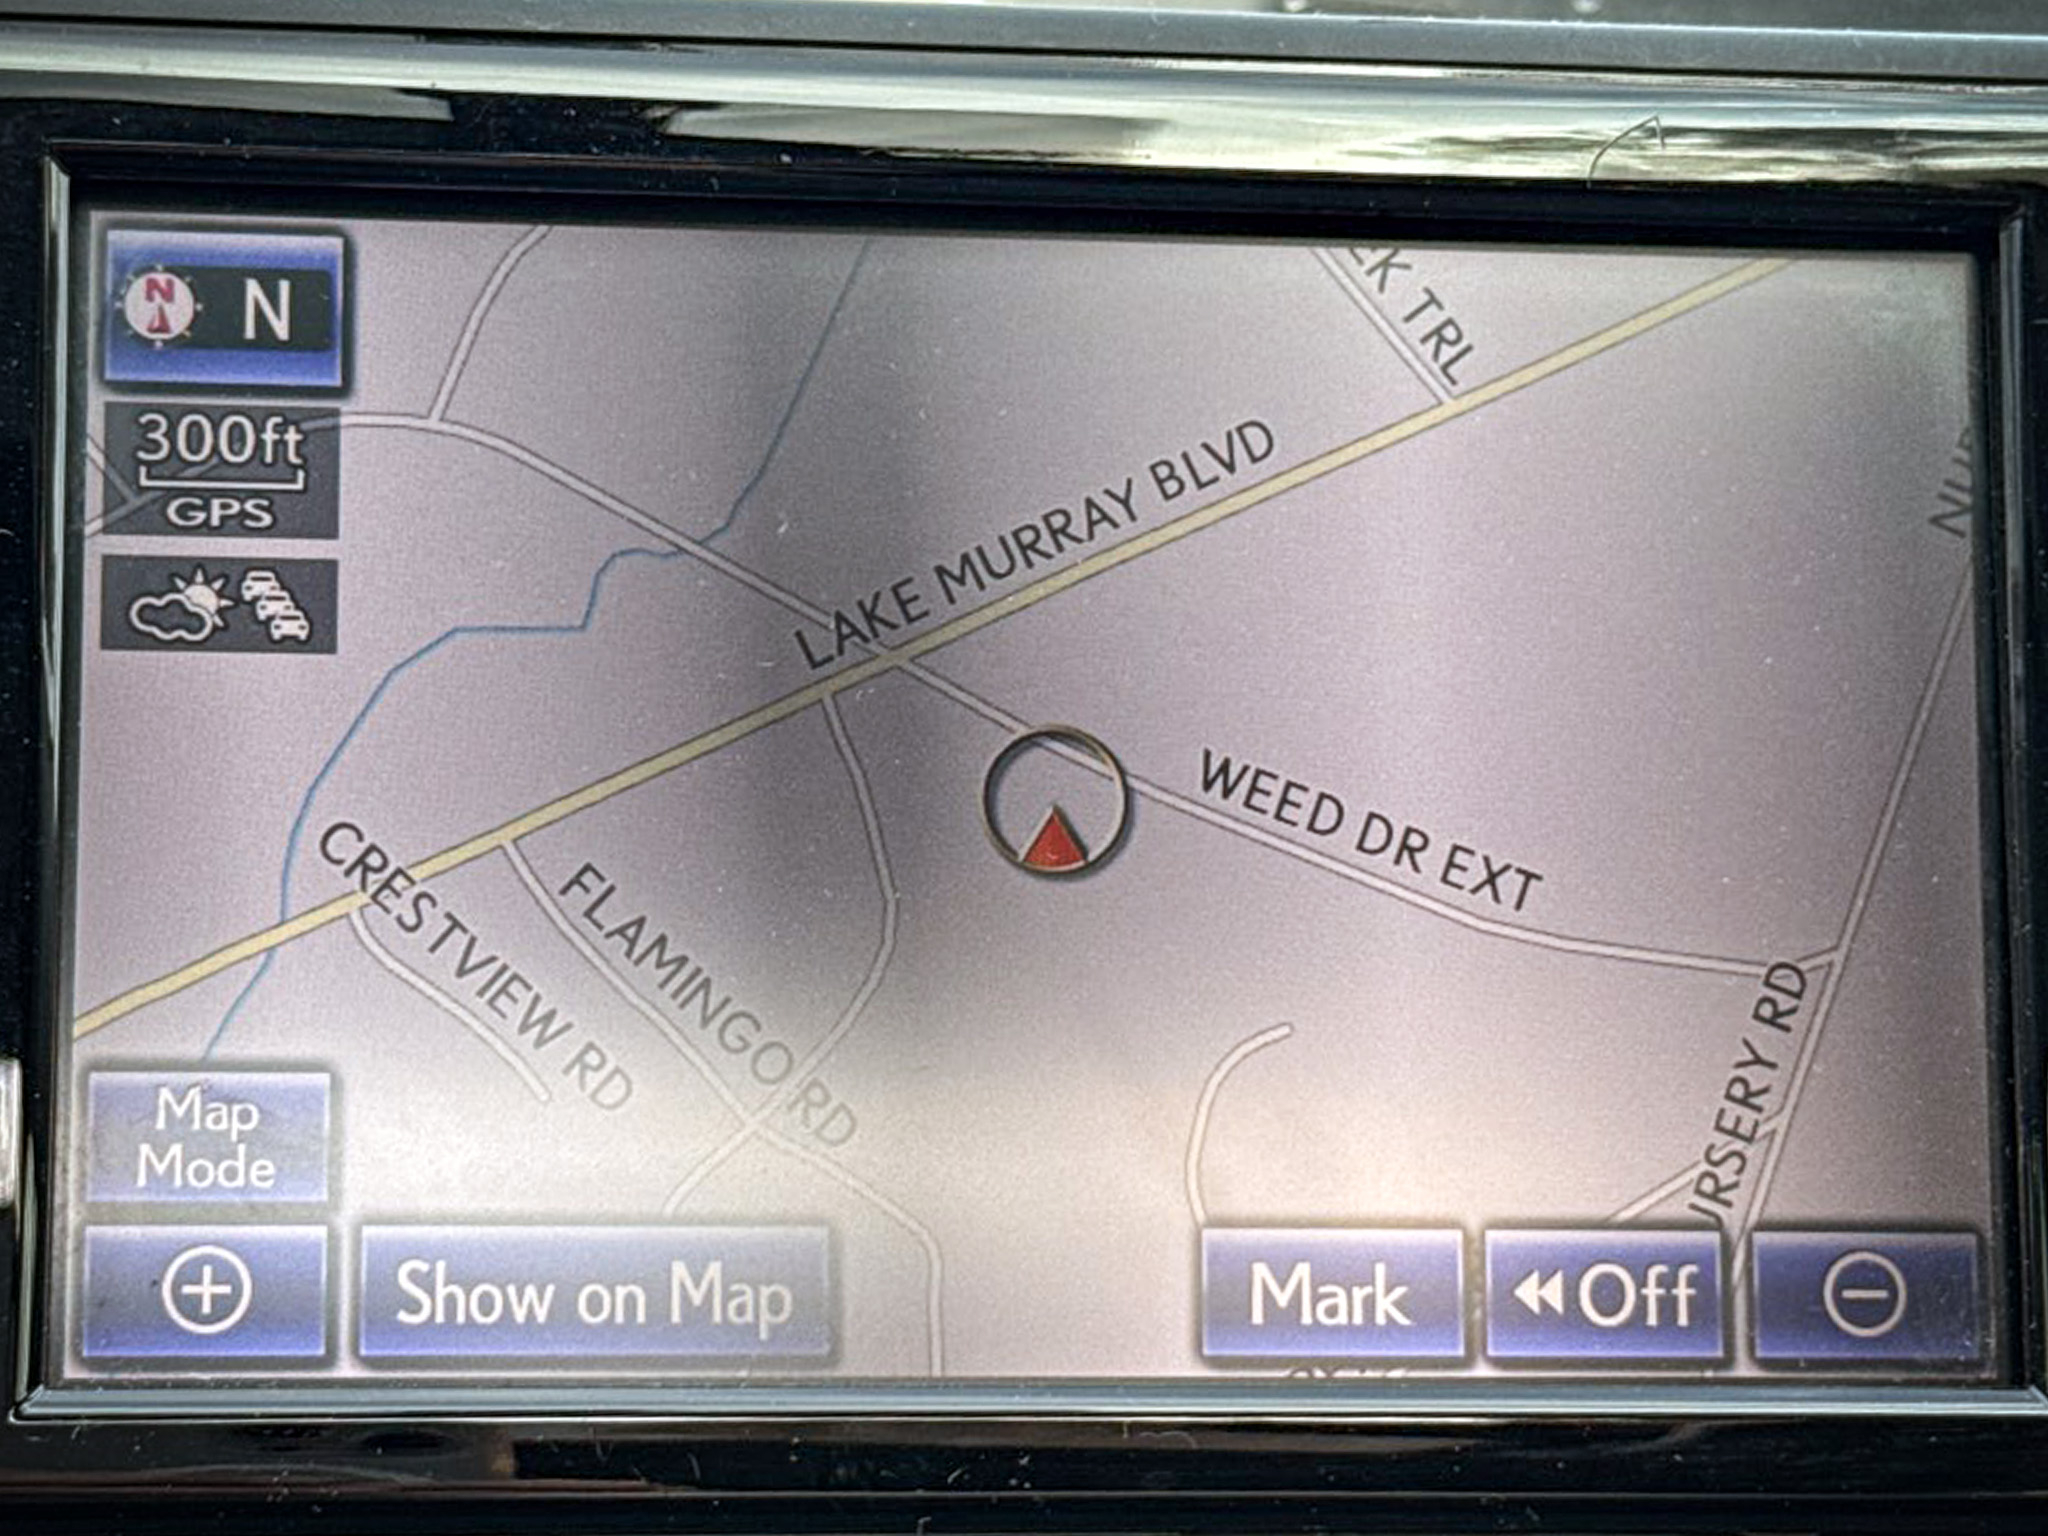 N N
300ft
GPS
TRL
LAKE MURRAY BLVD
WEED DR EXT
CRESTVIEW RD
FLAMINGO RD
Map
Mode
Show on Map
Mark
Off